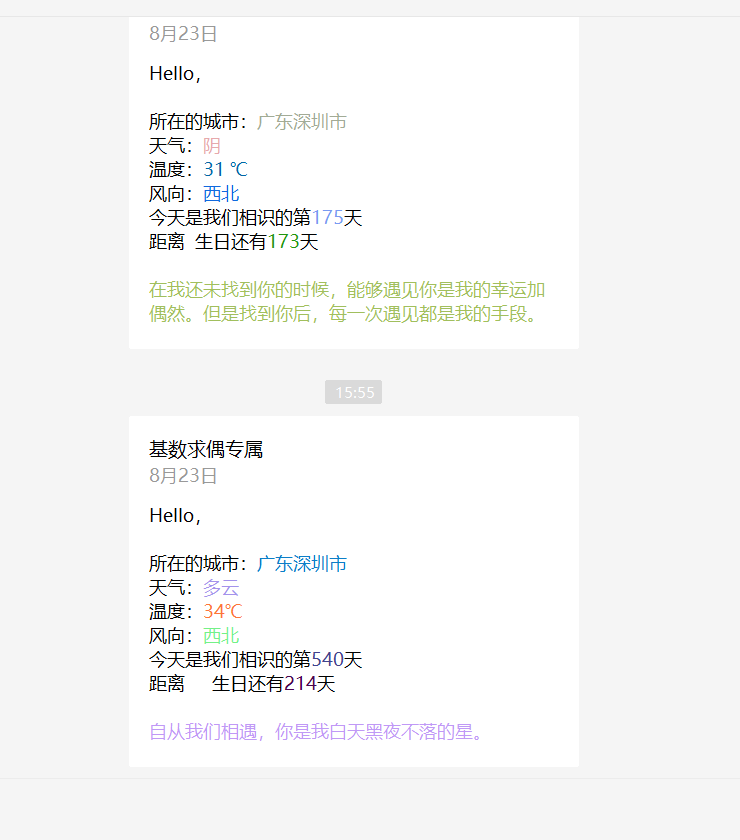 8月23日
Hello，
所在的城市：广东深圳市
天气：阴
温度：31 ℃
风向：西北
今天是我们相识的第175天
距离 生日还有173天
在我还未找到你的时候，能够遇见你是我的幸运加
偶然。但是找到你后，每一次遇见都是我的手段。
15:55
基数求偶专属
8月23日
Hello，
所在的城市：广东深圳市
天气：多云
温度：34℃
风向：西北
今天是我们相识的第540天
距离 生日还有214天
自从我们相遇，你是我白天黑夜不落的星。